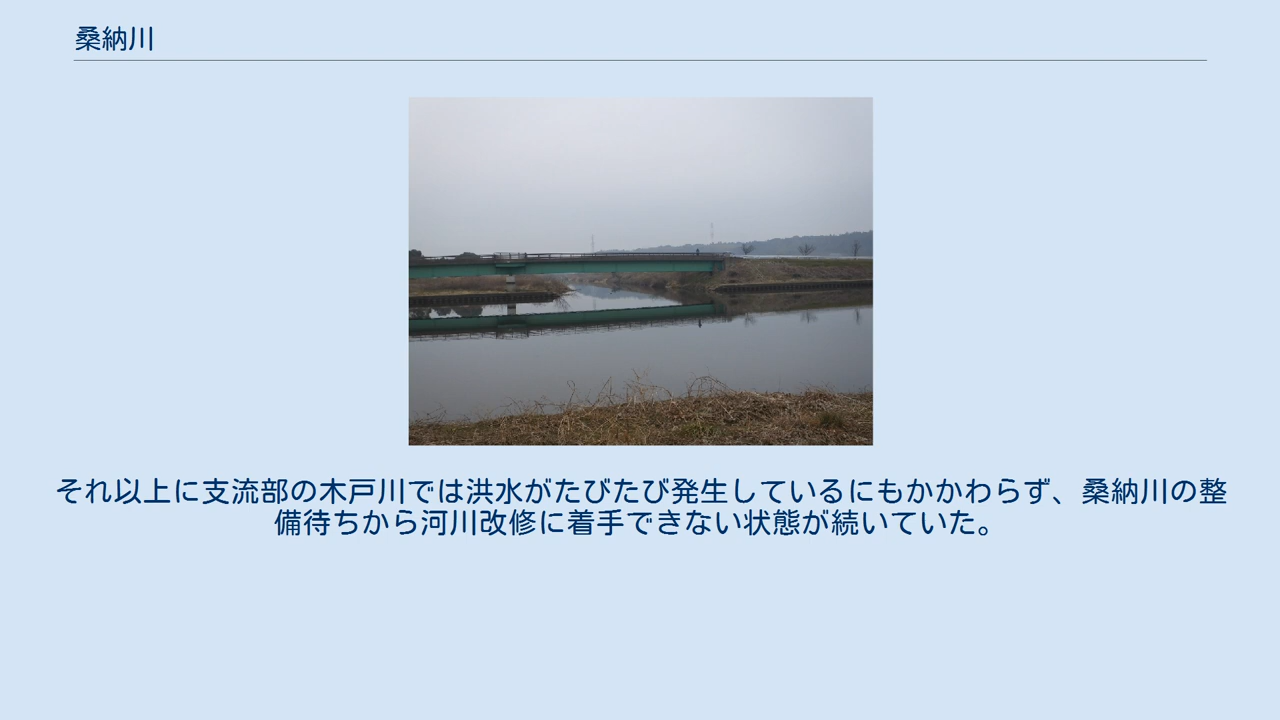 桑納川
それ以上に支流部の木戸川では洪水がたびたび発生しているにもかかわらず、桑納川の整
備待ちから河川改修に着手できない状態が続いていた。